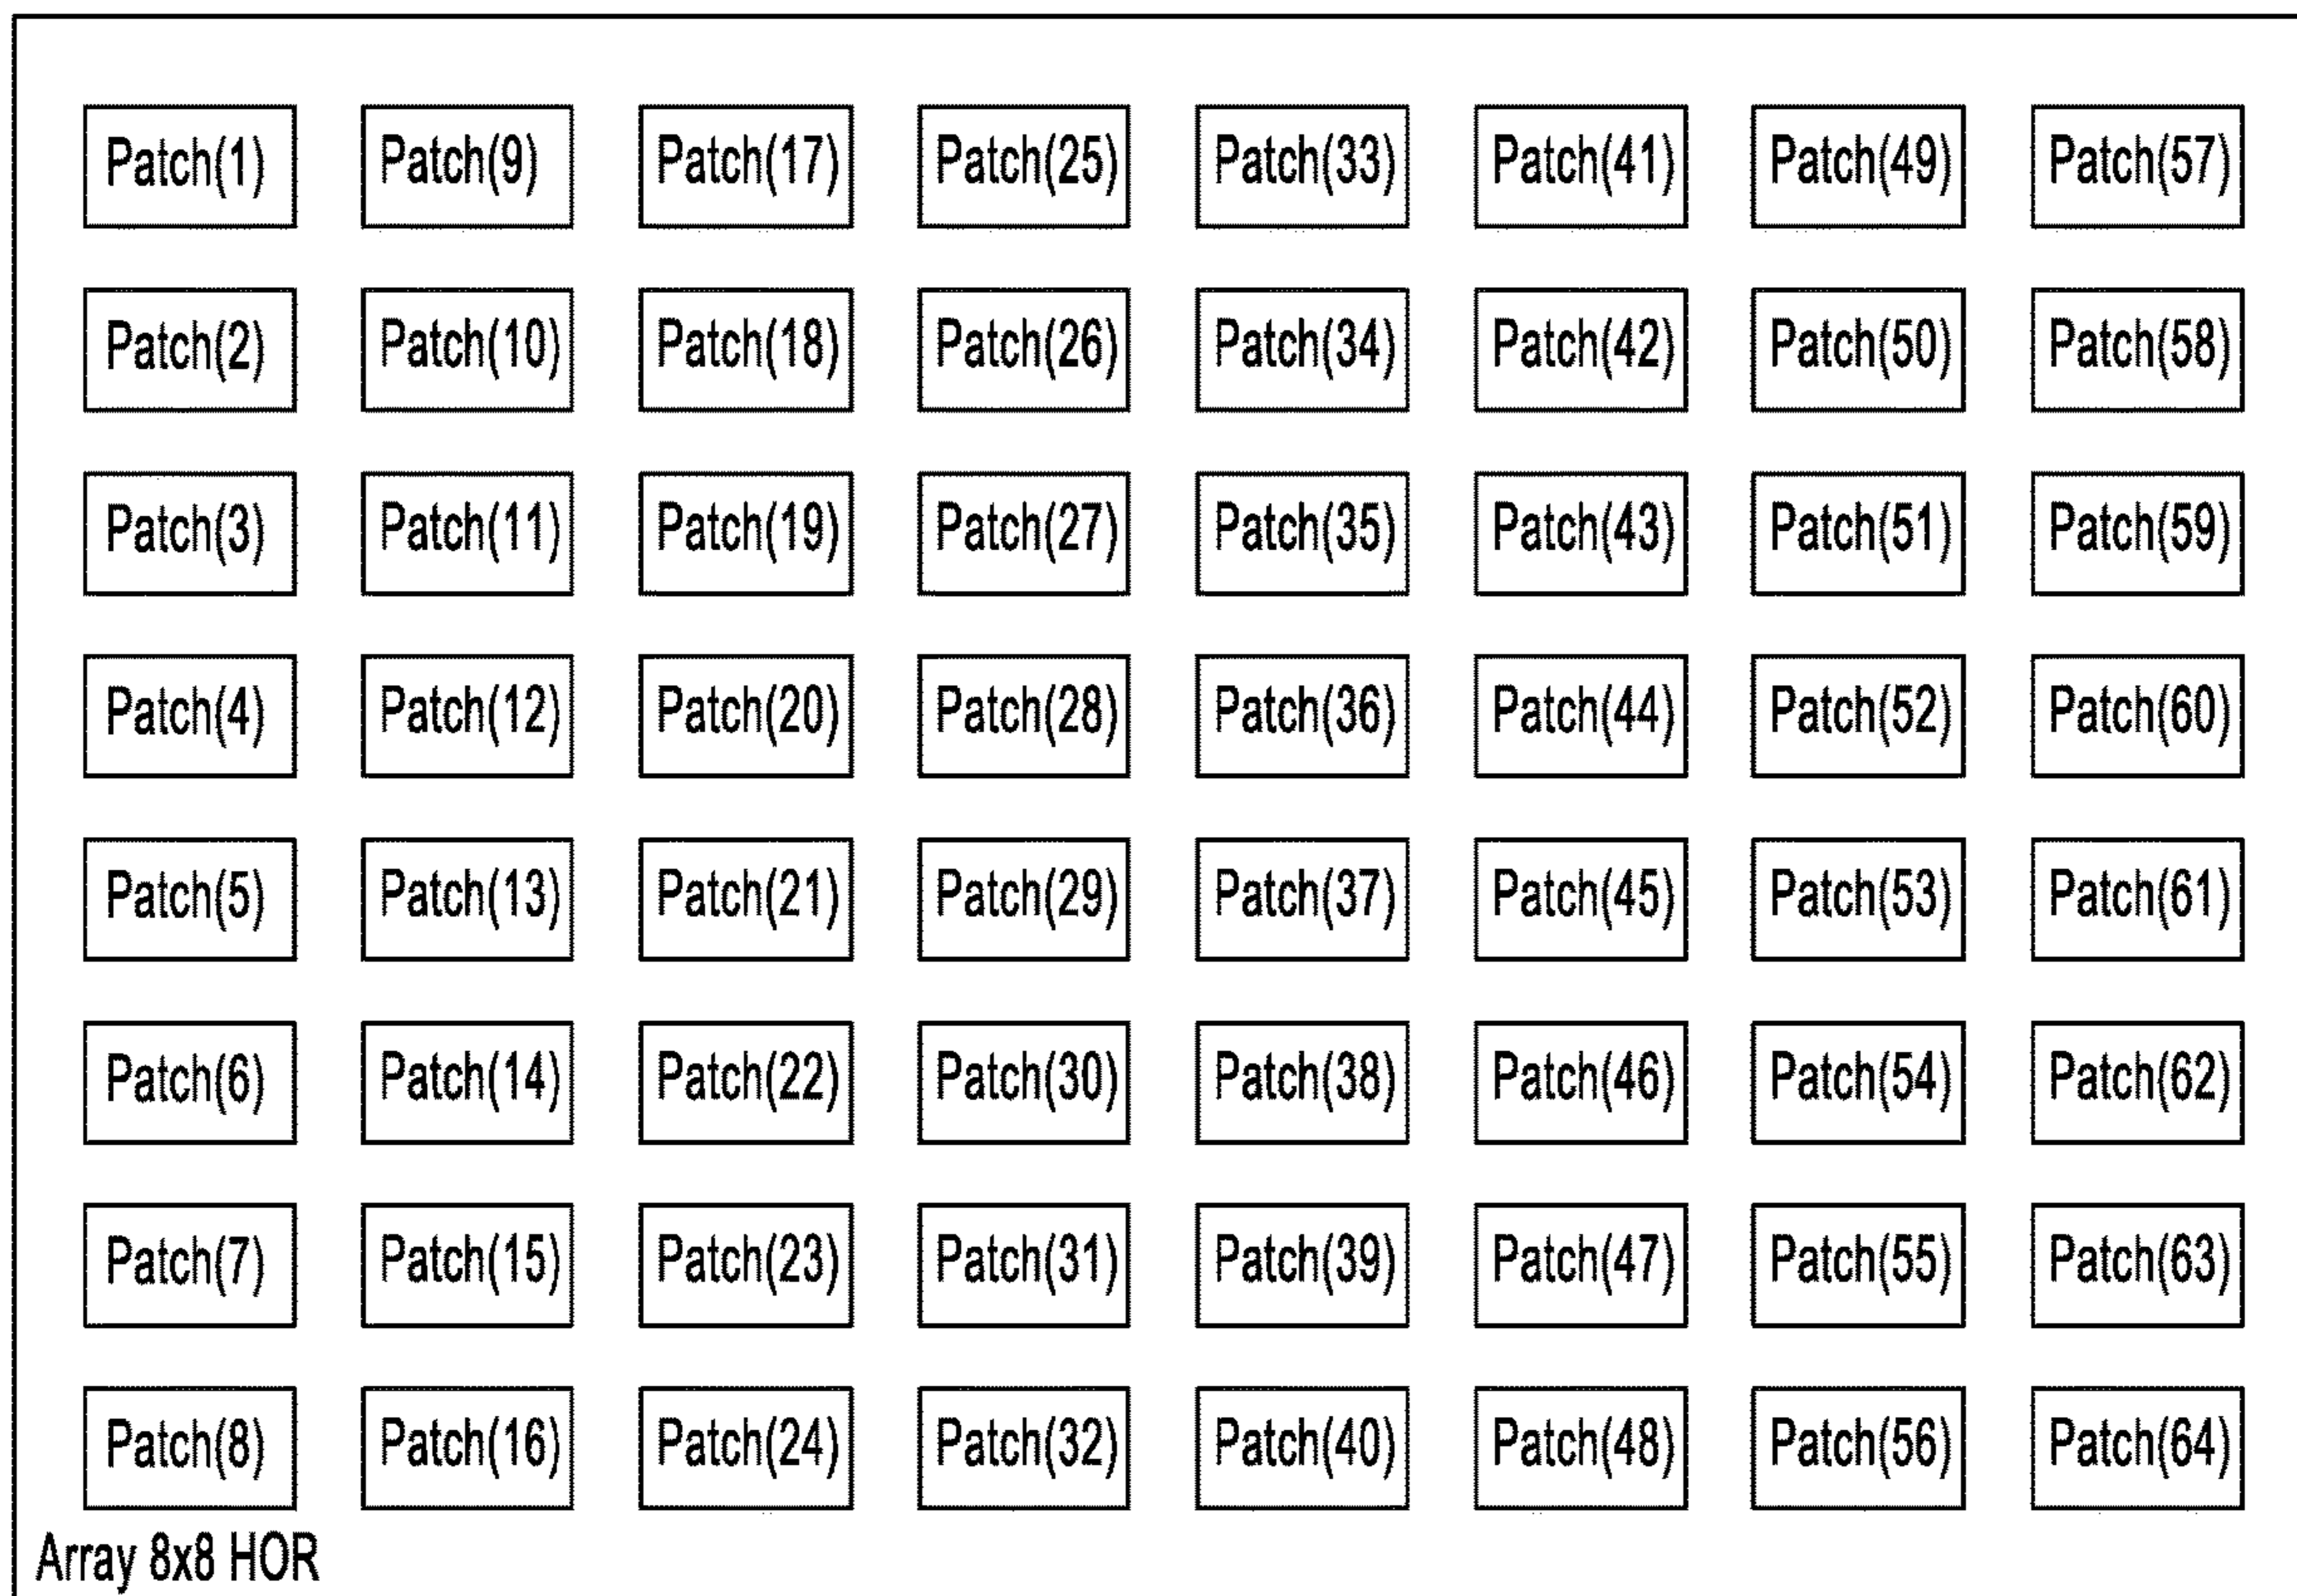 Patch(1) Patch(9) Patch(17) Patch(25) Patch(33) Patch(41) Patch(49) Patch(57)
Patch(2) Patch(10) Patch(18) Patch(26) Patch(34) Patch(42) Patch(50) Patch(58)
Patch(3) Patch(11) Patch(19) Patch(27) Patch(35) Patch(43) Patch(51) Patch(59)
Patch(4) Patch(12) Patch(20) Patch(28) Patch(36) Patch(44) Patch(52) Patch(60)
Patch(5) Patch(13) Patch(21) Patch(29) Patch(37) Patch(45) Patch(53) Patch(61)
Patch(6) Patch(14) Patch(22) Patch(30) Patch(38) Patch(46) Patch(54) Patch(62)
Patch(7) Patch(15) Patch(23) Patch(31) Patch(39) Patch(47) Patch(55) Patch(63)
Patch(8) Patch(16) Patch(24) Patch(32) Patch(40) Patch(48) Patch(56) Patch(64)
Array 8x8 HOR